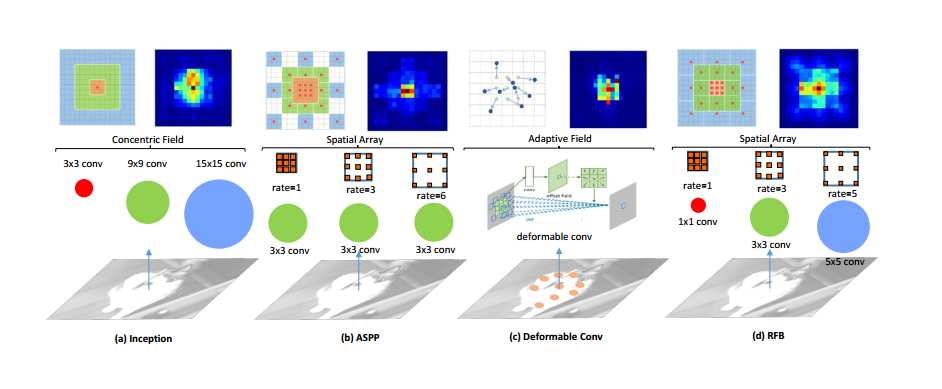 Concentric Field
3x3 conv 9x9 conv 15x15 conv
(a) Inception
Spatial Array
rate=1 rate=3 rate=6
3x3 conv 3x3 conv 3x3 conv
(b) ASPP
Adaptive Field
conv offset field
deformable conv
(c) Deformable Conv
Spatial Array
rate=1 rate=3 rate=5
1x1 conv
3x3 conv
5x5 conv
(d) RFB